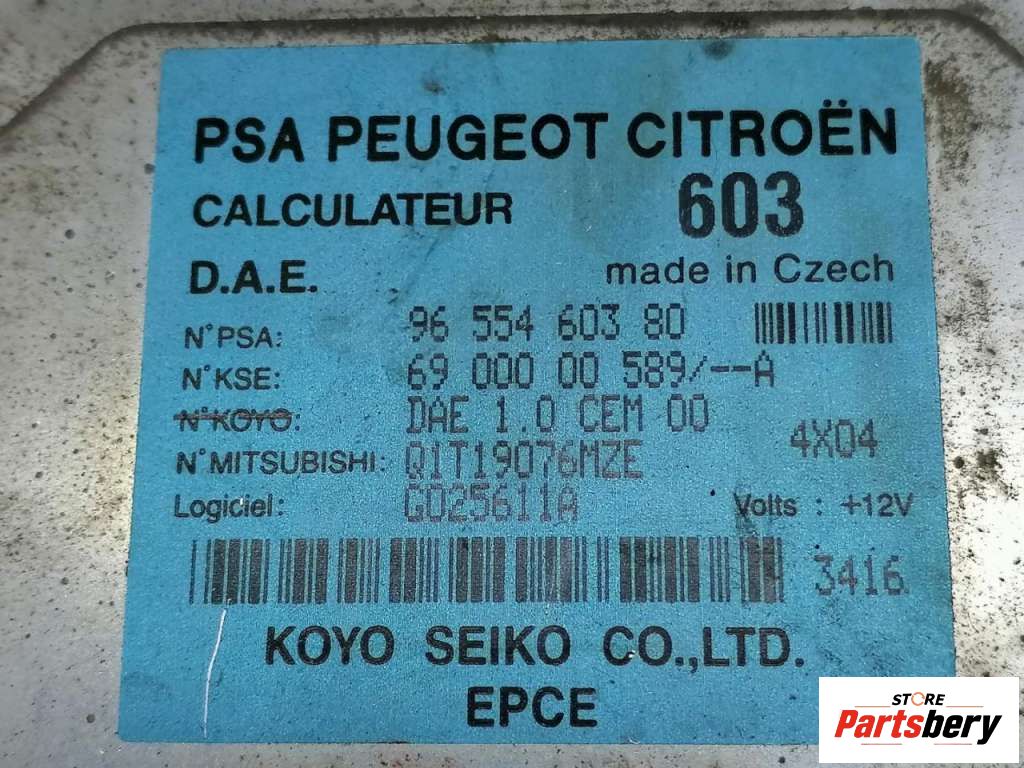 PSA PEUGEOT CITROËN
CALCULATEUR 603
D.A.E. made in Czech
N°PSA: 96 554 603 80
N°KSE: 69 000 00 589/--A
N°KOYO: DAE 1.0 CEM 00
4X04
N°MITSUBISHI: Q1T19076MZE
Logiciel: G025611A Volts : +12V
3416
KOYO SEIKO CO.,LTD.
EPCE
STORE
Partsbery